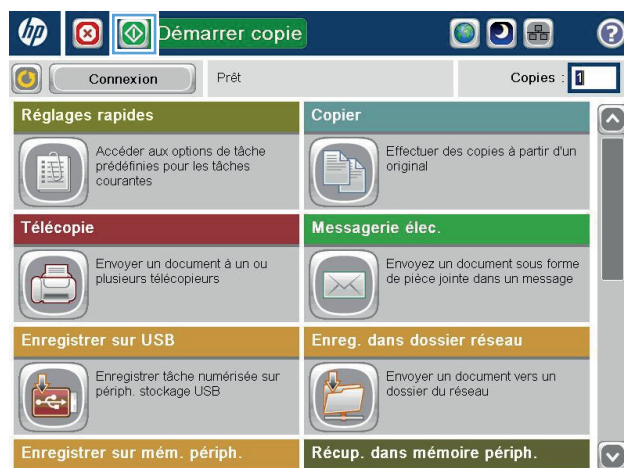 hp
Démarrer copie
?
Connexion
Prêt
Copies : 1
Réglages rapides
Copier
Accéder aux options de tâche
prédéfinies pour les tâches
courantes
Effectuer des copies à partir d'un
original
Télécopie
Messagerie élec.
Envoyer un document à un ou
plusieurs télécopieurs
Envoyez un document sous forme
de pièce jointe dans un message
Enregistrer sur USB
Enreg. dans dossier réseau
Enregistrer tâche numérisée sur
périph. stockage USB
Envoyer un document vers un
dossier du réseau
Enregistrer sur mém. périph.
Récup. dans mémoire périph.